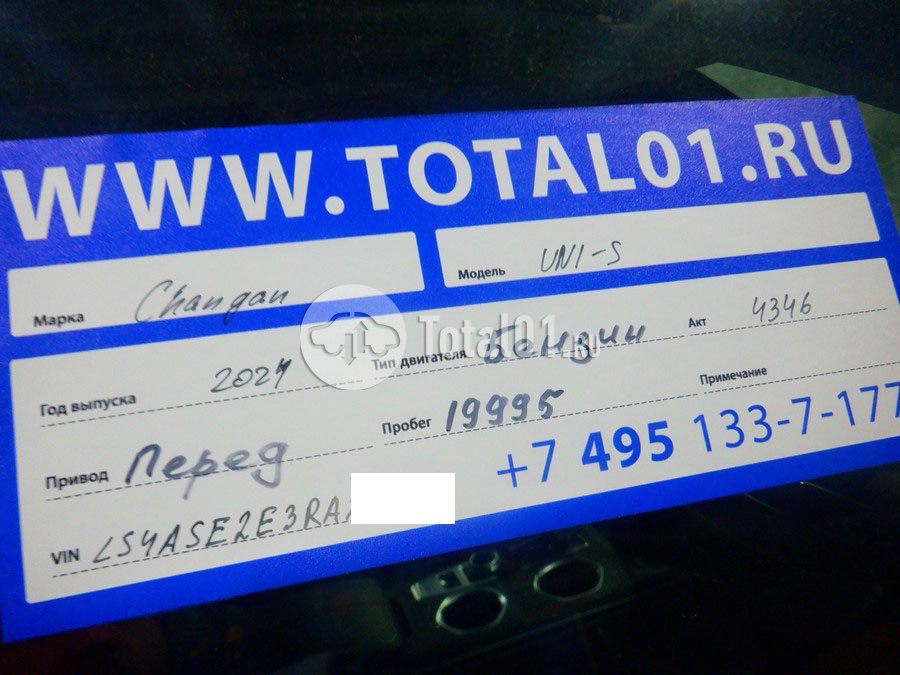 WWW.TOTAL01.RU
Марка Changan Модель UNI-S
Год выпуска 2024 Тип двигателя Бензин Акт 4346
Привод Перед Пробег 19995 Примечание
+7 495 133-7-177
VIN LS4ASE2E3RA
Total01.ru